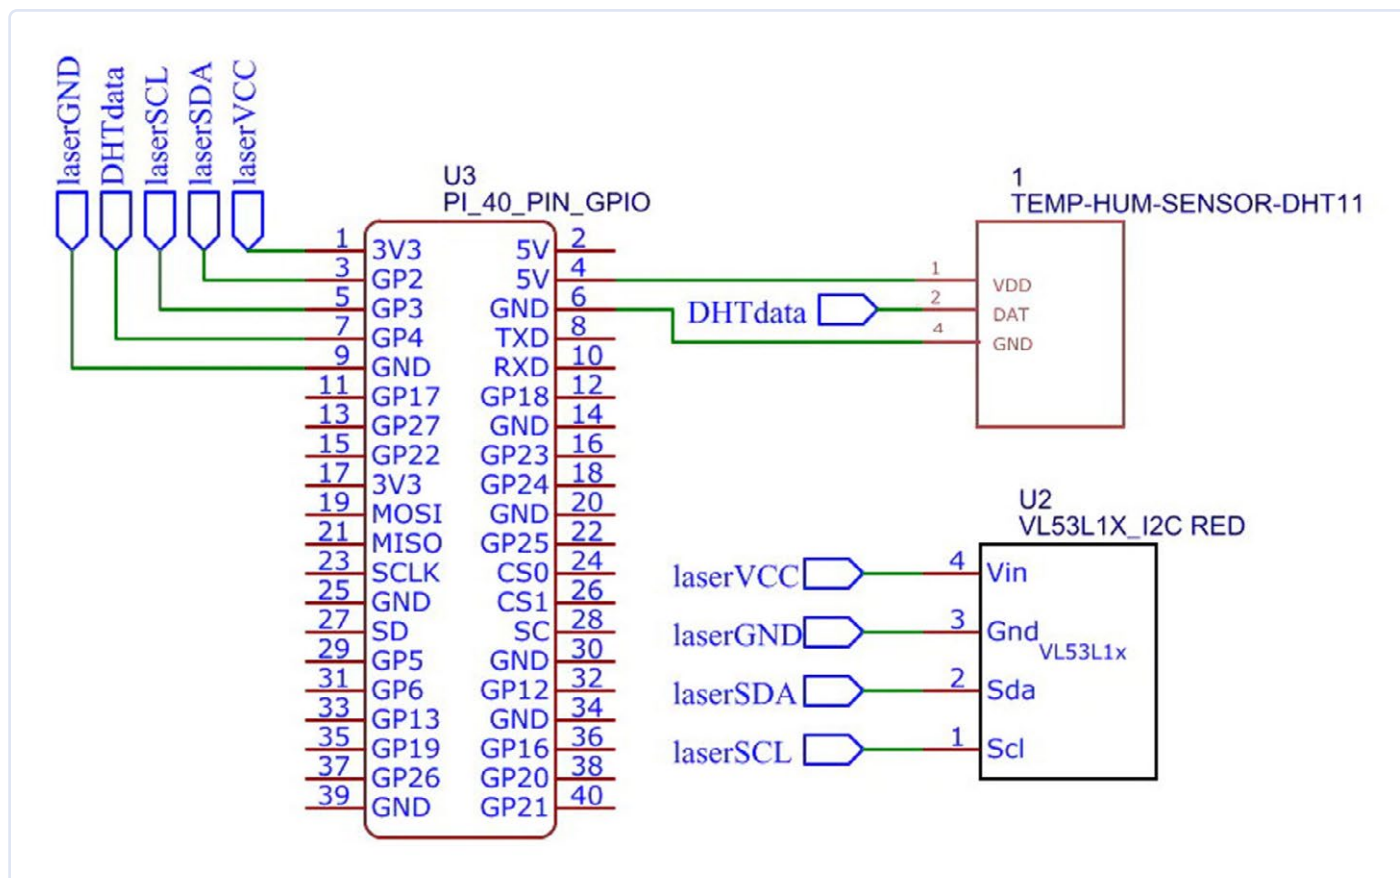 laserGND
DHTdata
laserSCL
laserSDA
laserVCC
U3
PI_40_PIN_GPIO
1 3V3 5V 2
3 GP2 5V 4
5 GP3 GND 6
7 GP4 TXD 8
9 GND RXD 10
11 GP17 GP18 12
13 GP27 GND 14
15 GP22 GP23 16
17 3V3 GP24 18
19 MOSI GND 20
21 MISO GP25 22
23 SCLK CS0 24
25 GND CS1 26
27 SD SC 28
29 GP5 GND 30
31 GP6 GP12 32
33 GP13 GND 34
35 GP19 GP16 36
37 GP26 GP20 38
39 GND GP21 40
1
TEMP-HUM-SENSOR-DHT11
1 VDD
DHTdata 2 DAT
4 GND
U2
VL53L1X_I2C RED
laserVCC 4 Vin
laserGND 3 Gnd
VL53L1x
laserSDA 2 Sda
laserSCL 1 Scl